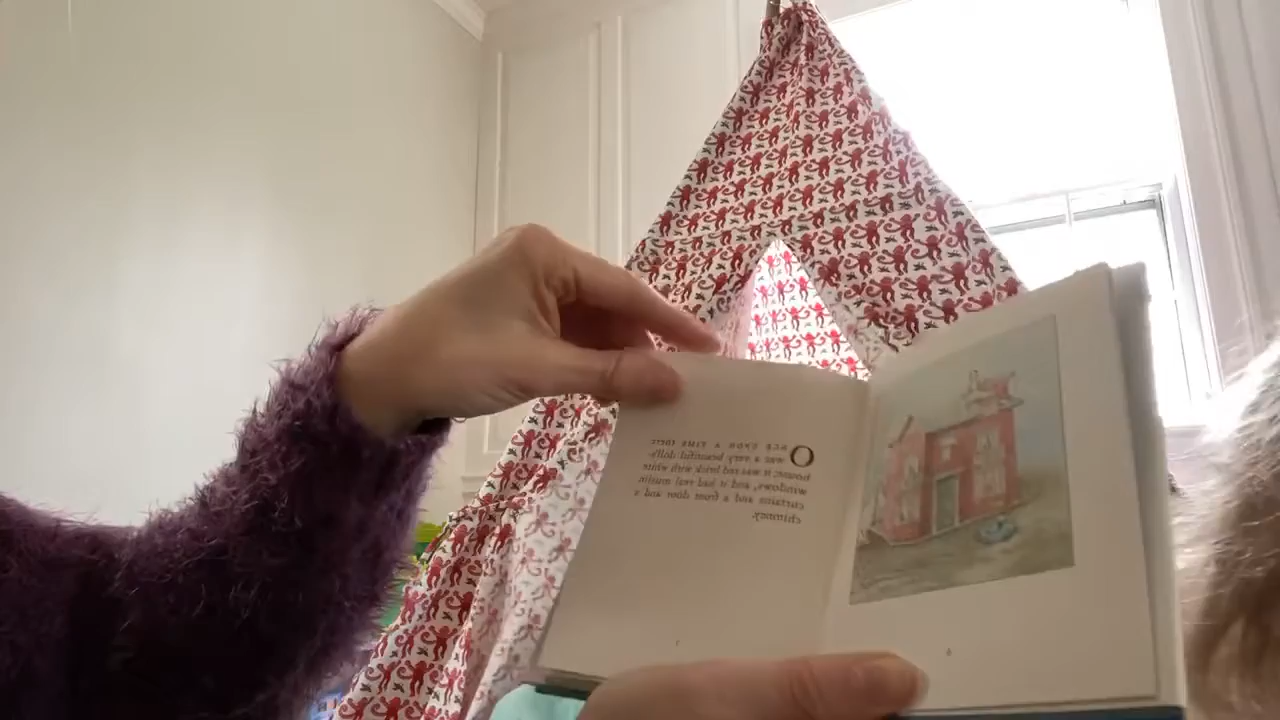 ONCE UPON A TIME there
was a very beautiful doll's-
house; it was red brick with white
windows, and it had real muslin
curtains and a front door and a
chimney.